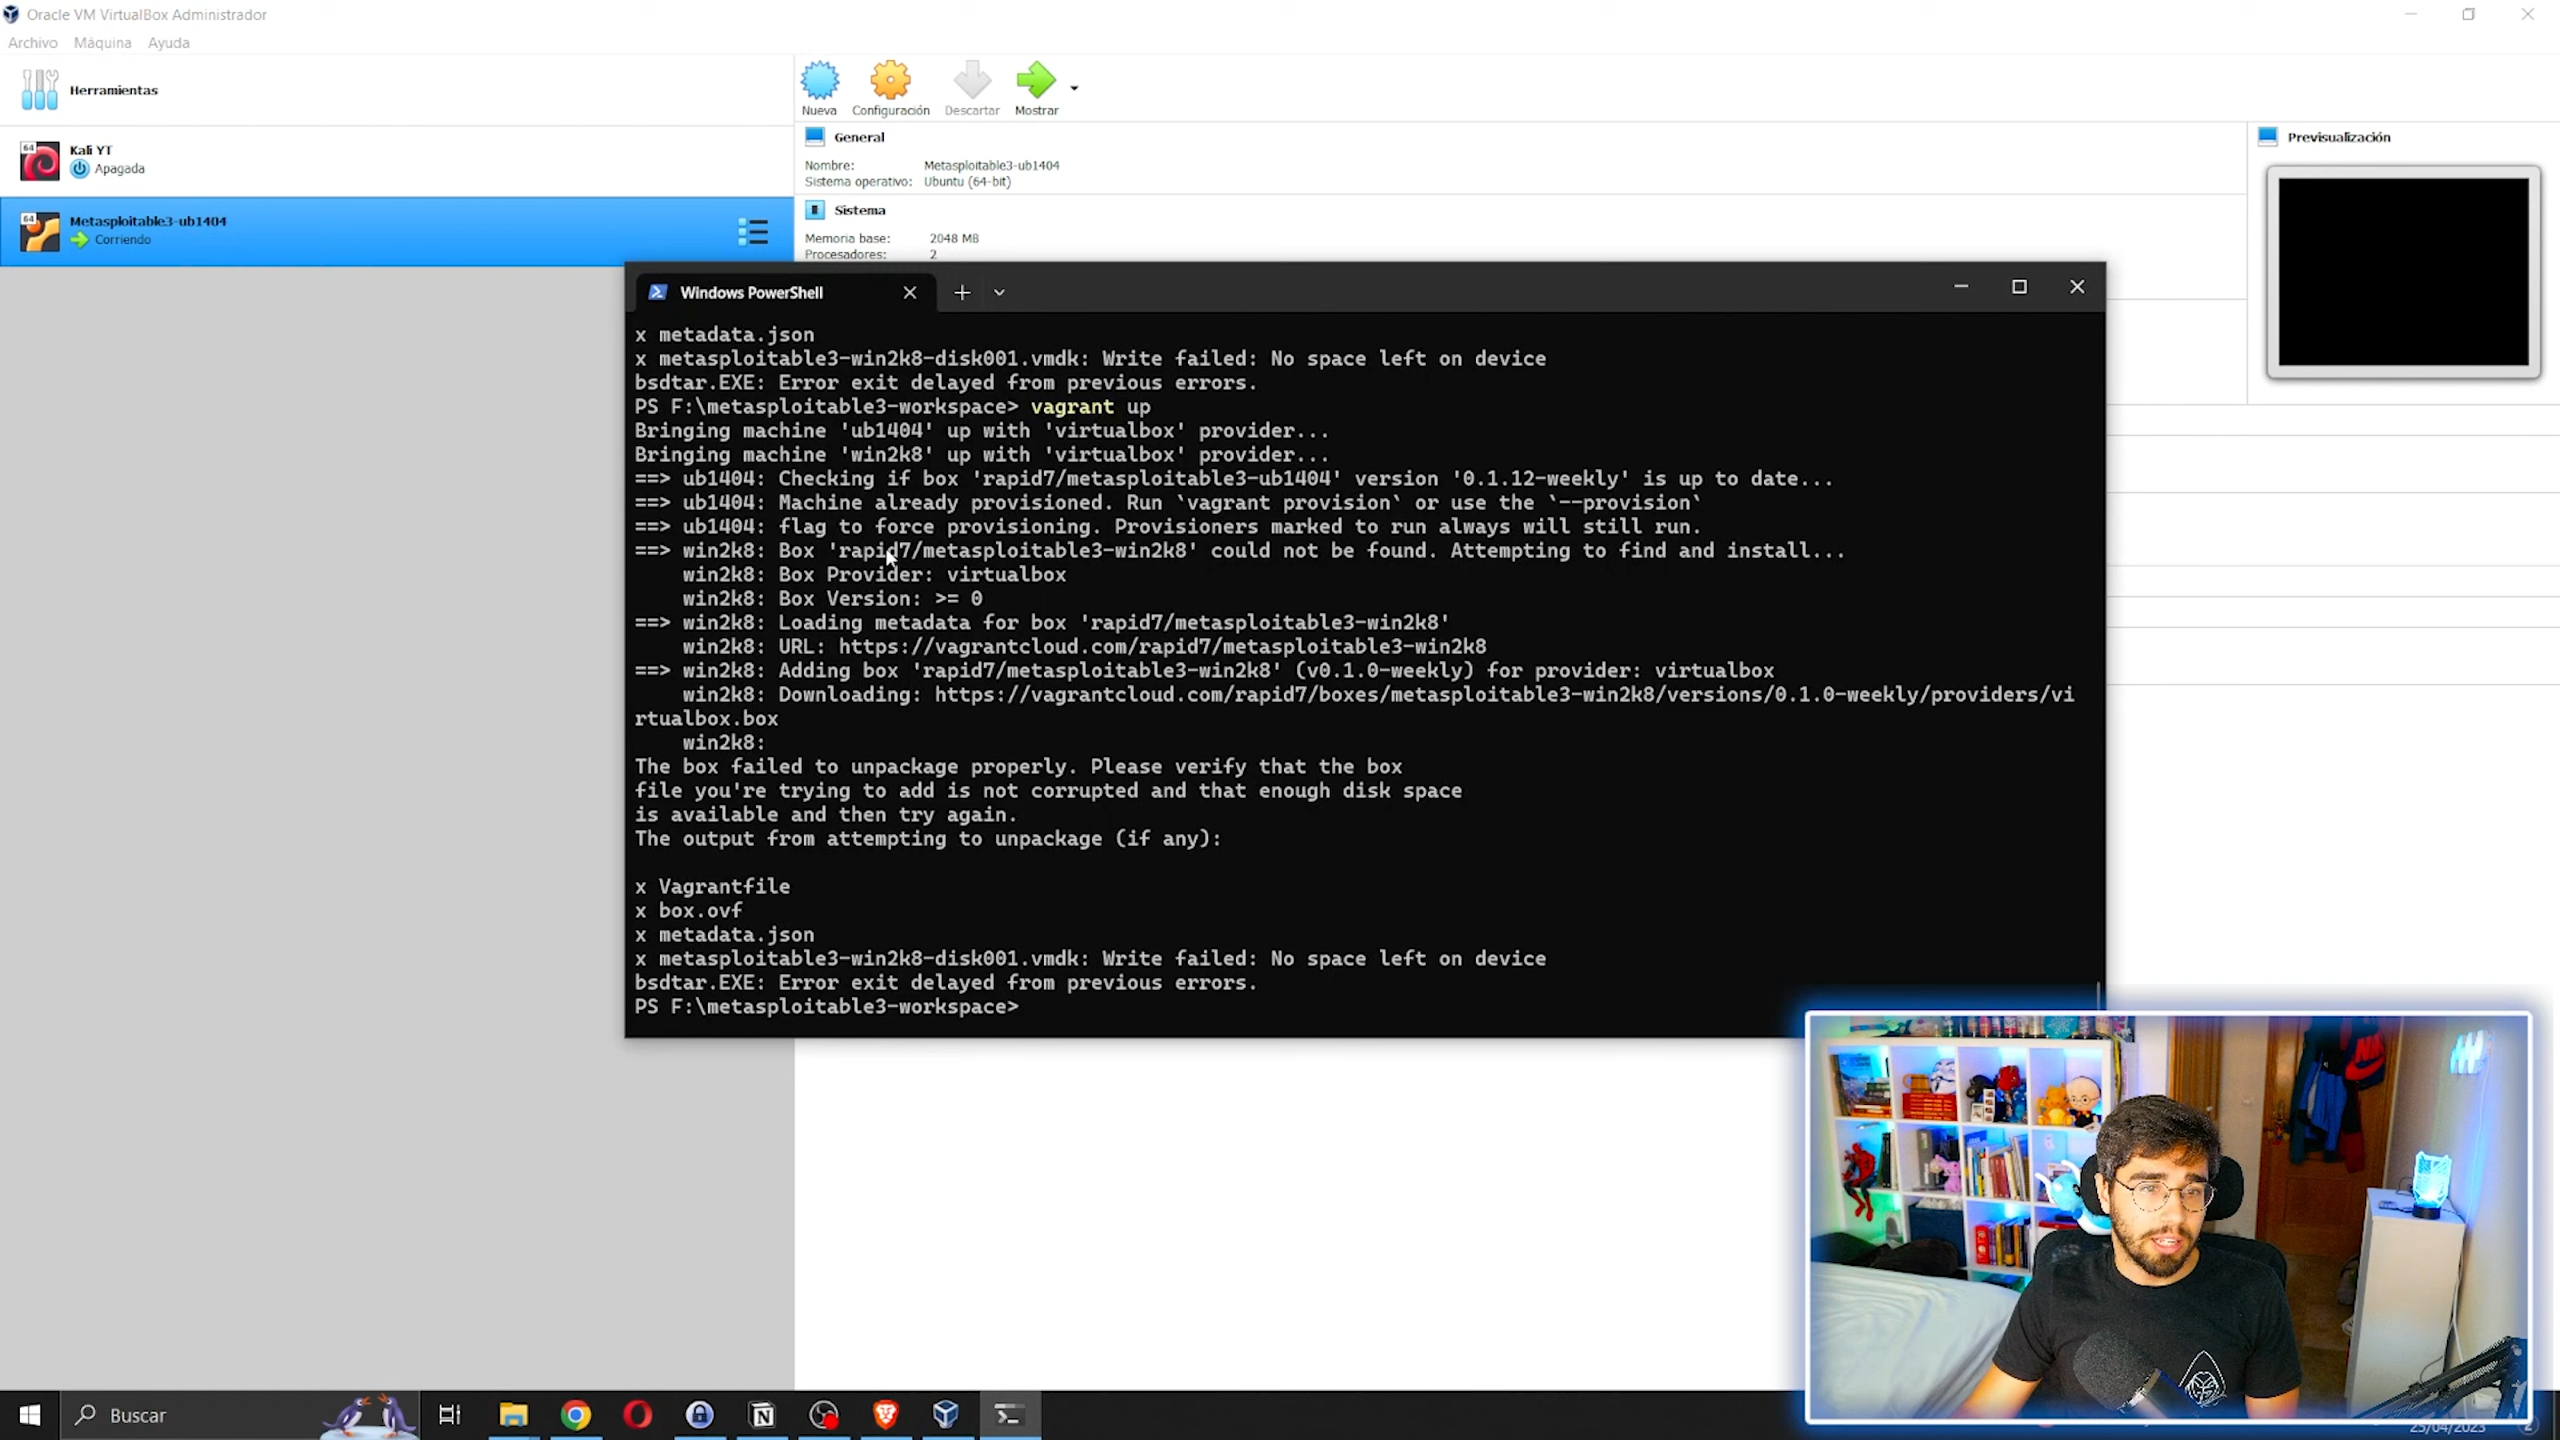 Oracle VM VirtualBox Administrador
Archivo Máquina Ayuda
Herramientas
Kali YT
Apagada
Metasploitable3-ub1404
Corriendo
Nueva Configuración Descartar Mostrar
General
Nombre: Metasploitable3-ub1404
Sistema operativo: Ubuntu (64-bit)
Sistema
Memoria base: 2048 MB
Procesadores: 2
Previsualización
Windows PowerShell
x metadata.json
x metasploitable3-win2k8-disk001.vmdk: Write failed: No space left on device
bsdtar.EXE: Error exit delayed from previous errors.
PS F:\metasploitable3-workspace> vagrant up
Bringing machine 'ub1404' up with 'virtualbox' provider...
Bringing machine 'win2k8' up with 'virtualbox' provider...
==> ub1404: Checking if box 'rapid7/metasploitable3-ub1404' version '0.1.12-weekly' is up to date...
==> ub1404: Machine already provisioned. Run `vagrant provision` or use the `--provision`
==> ub1404: flag to force provisioning. Provisioners marked to run always will still run.
==> win2k8: Box 'rapid7/metasploitable3-win2k8' could not be found. Attempting to find and install...
win2k8: Box Provider: virtualbox
win2k8: Box Version: >= 0
==> win2k8: Loading metadata for box 'rapid7/metasploitable3-win2k8'
win2k8: URL: https://vagrantcloud.com/rapid7/metasploitable3-win2k8
==> win2k8: Adding box 'rapid7/metasploitable3-win2k8' (v0.1.0-weekly) for provider: virtualbox
win2k8: Downloading: https://vagrantcloud.com/rapid7/boxes/metasploitable3-win2k8/versions/0.1.0-weekly/providers/vi
rtualbox.box
win2k8:
The box failed to unpackage properly. Please verify that the box
file you're trying to add is not corrupted and that enough disk space
is available and then try again.
The output from attempting to unpackage (if any):
x Vagrantfile
x box.ovf
x metadata.json
x metasploitable3-win2k8-disk001.vmdk: Write failed: No space left on device
bsdtar.EXE: Error exit delayed from previous errors.
PS F:\metasploitable3-workspace>
Buscar
25/04/2023